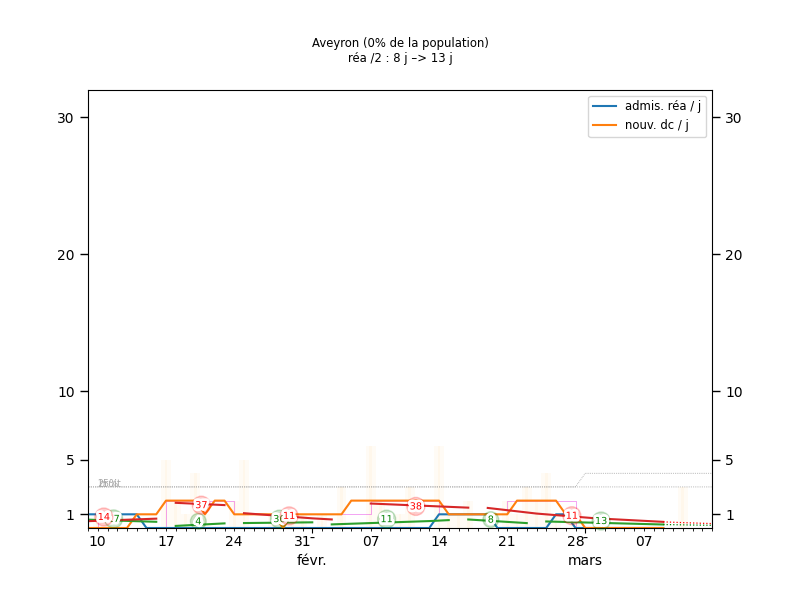 Aveyron (0% de la population)
réa /2 : 8 j –> 13 j
admis. réa / j
nouv. dc / j
30 30
20 20
10 10
5 5
1 1
14 7 4 37 11 11 38 8 11 13
10 17 24 31- 07 14 21 28- 07
févr. mars